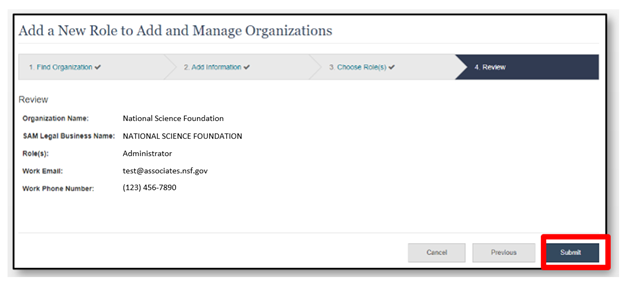 Add a New Role to Add and Manage Organizations
1. Find Organization ✔ 2. Add Information ✔ 3. Choose Role(s) ✔ 4. Review
Review
Organization Name: National Science Foundation
SAM Legal Business Name: NATIONAL SCIENCE FOUNDATION
Role(s): Administrator
Work Email: test@associates.nsf.gov
Work Phone Number: (123) 456-7890
Cancel Previous Submit